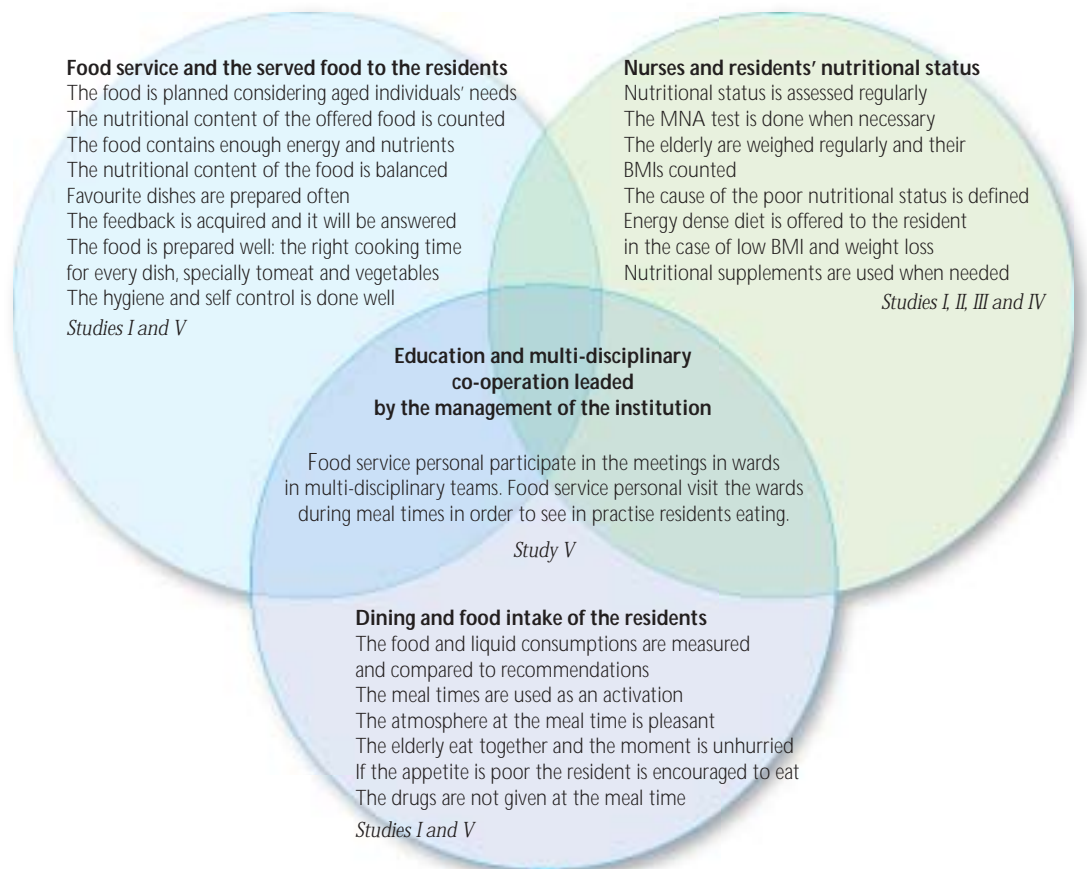 Food service and the served food to the residents
The food is planned considering aged individuals' needs
The nutritional content of the offered food is counted
The food contains enough energy and nutrients
The nutritional content of the food is balanced
Favourite dishes are prepared often
The feedback is acquired and it will be answered
The food is prepared well: the right cooking time
for every dish, specially tomeat and vegetables
The hygiene and self control is done well
Studies I and V
Nurses and residents' nutritional status
Nutritional status is assessed regularly
The MNA test is done when necessary
The elderly are weighed regularly and their
BMIs counted
The cause of the poor nutritional status is defined
Energy dense diet is offered to the resident
in the case of low BMI and weight loss
Nutritional supplements are used when needed
Studies I, II, III and IV
Education and multi-disciplinary
co-operation leaded
by the management of the institution
Food service personal participate in the meetings in wards
in multi-disciplinary teams. Food service personal visit the wards
during meal times in order to see in practise residents eating.
Study V
Dining and food intake of the residents
The food and liquid consumptions are measured
and compared to recommendations
The meal times are used as an activation
The atmosphere at the meal time is pleasant
The elderly eat together and the moment is unhurried
If the appetite is poor the resident is encouraged to eat
The drugs are not given at the meal time
Studies I and V